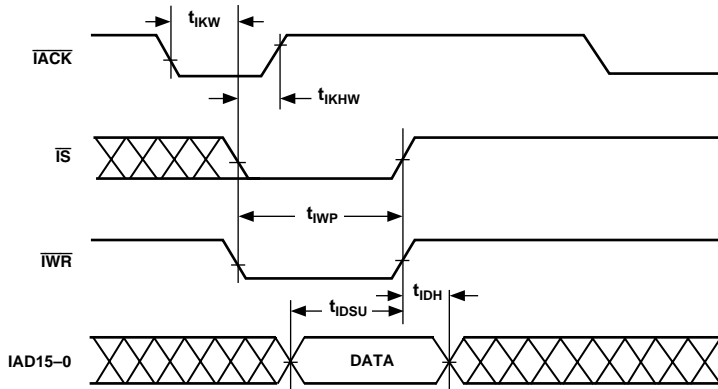 tIKW
IACK
tIKHW
IS
tIWP
IWR
tIDH
tIDSU
IAD15–0
DATA